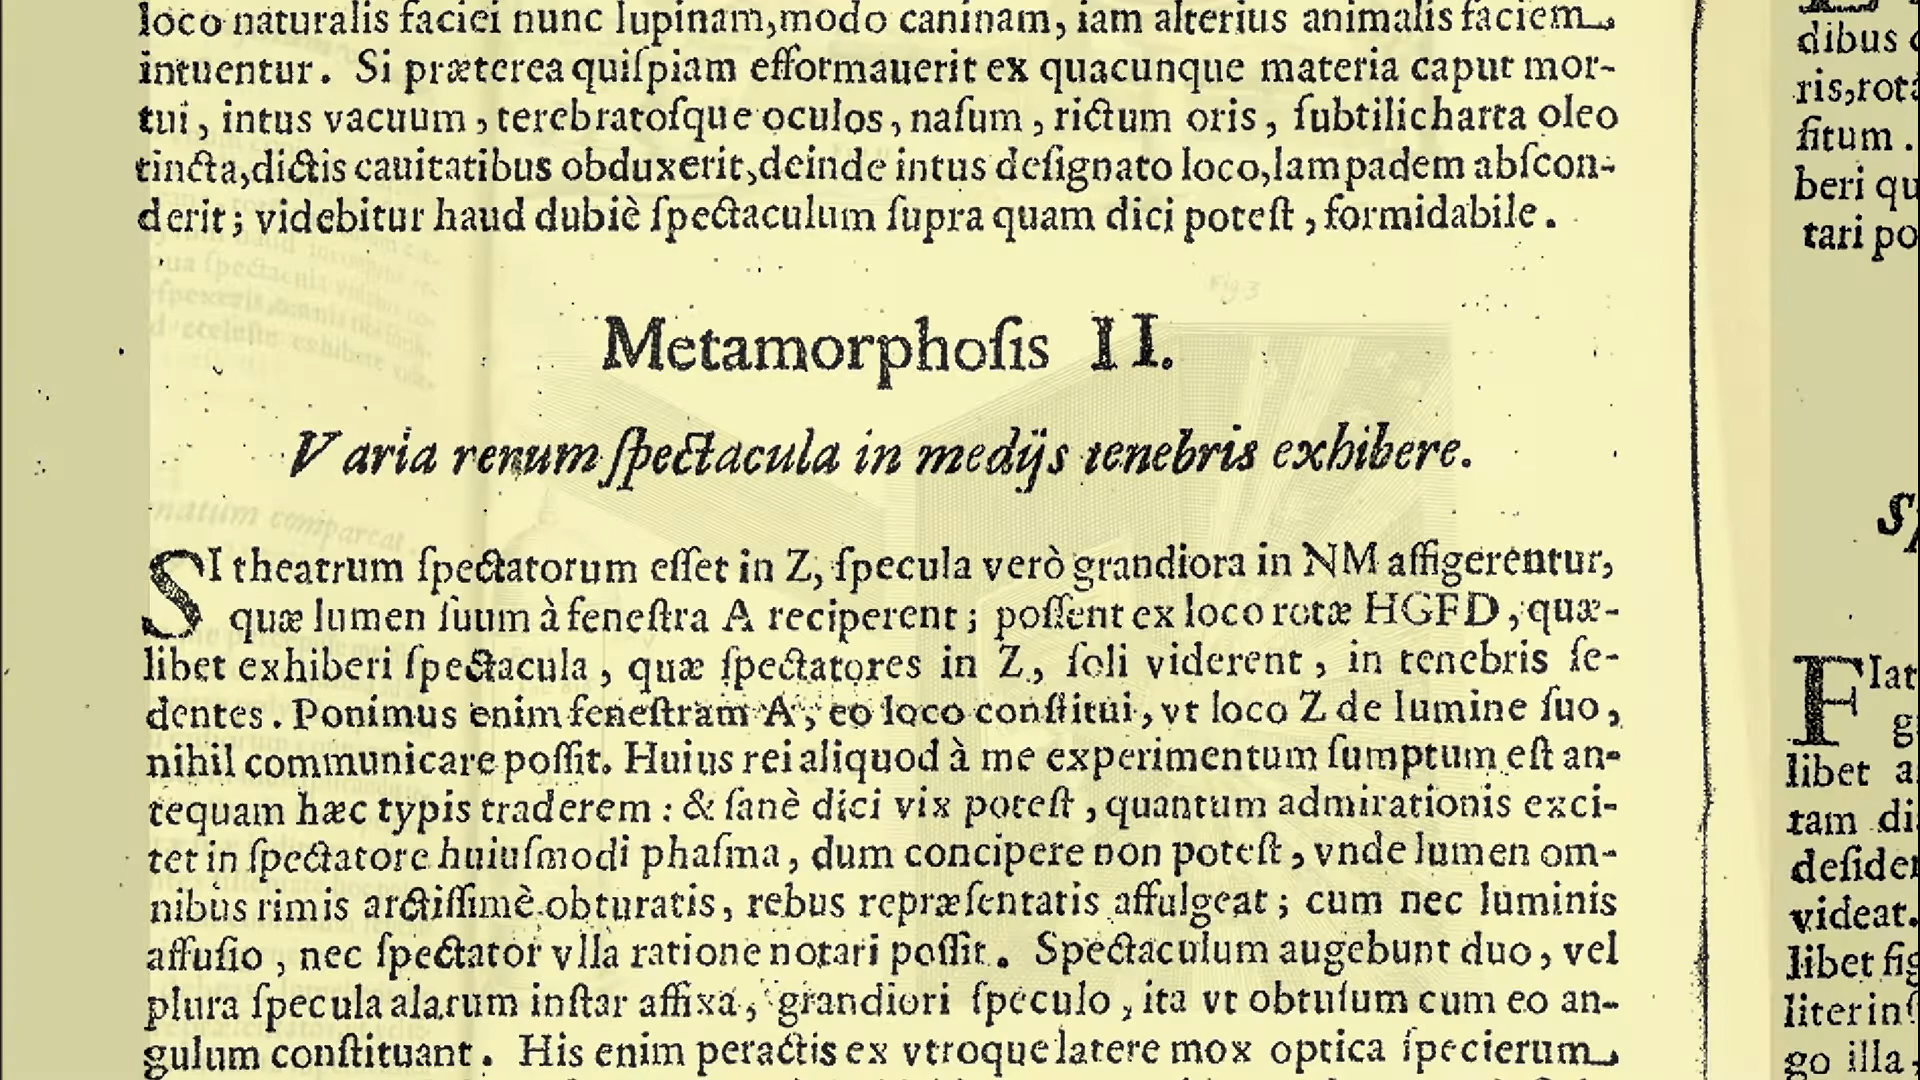 loco naturalis faciei nunc lupinam, modo caninam, iam alterius animalis faciem
intuentur. Si præterea quiſpiam efformauerit ex quacunque materia caput mor-
tui, intus vacuum, terebratoſque oculos, naſum, rictum oris, ſubtili charta oleo
tincta, dictis cauitatibus obduxerit, deinde intus deſignato loco, lampadem abſcon-
derit; videbitur haud dubiè ſpectaculum ſupra quam dici poteſt, formidabile.
Fig 3
Metamorphoſis II.
Varia rerum ſpectacula in medijs tenebris exhibere.
natum compareat.
SI theatrum ſpectatorum eſſet in Z, ſpecula verò grandiora in NM affigerentur,
quæ lumen ſuum à feneſtra A reciperent; poſſent ex loco rotæ HGFD, quæ-
libet exhiberi ſpectacula, quæ ſpectatores in Z, ſoli viderent, in tenebris ſe-
dentes. Ponimus enim feneſtram A, eo loco conſtitui, vt loco Z de lumine ſuo,
nihil communicare poſſit. Huius rei aliquod à me experimentum ſumptum eſt an-
tequam hæc typis traderem: & ſanè dici vix poteſt, quantum admirationis exci-
tet in ſpectatore huiuſmodi phaſma, dum concipere non poteſt, vnde lumen om-
nibus rimis arctiſſimè obturatis, rebus repræſentatis affulgeat; cum nec luminis
affuſio, nec ſpectator vlla ratione notari poſſit. Spectaculum augebunt duo, vel
plura ſpecula alarum inſtar affixa, grandiori ſpeculo, ita vt obtuſum cum eo an-
gulum conſtituant. His enim peractis ex vtroque latere mox optica ſpecierum
dibus
ris, rot
ſitum.
beri qu
tari po
Flat
libet a
tam di
deſider
videat.
libet fig
liter inſ
go illa,